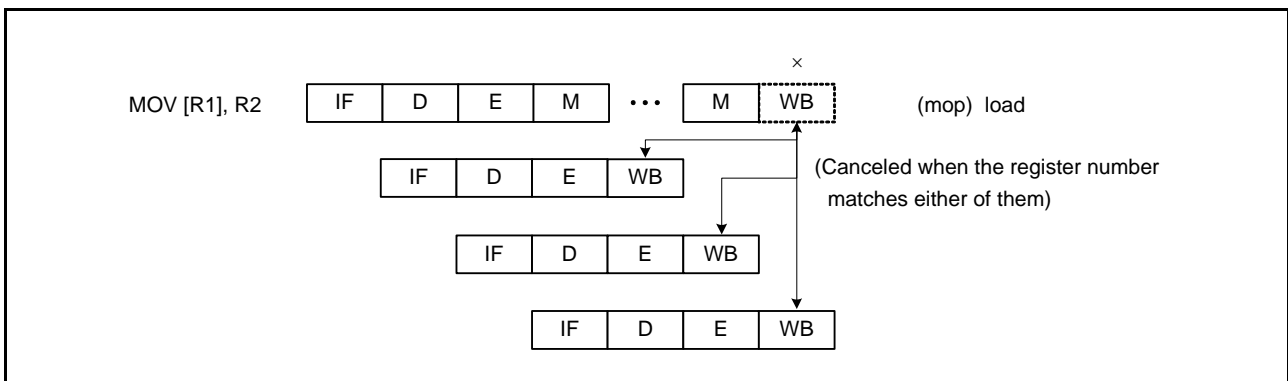 ×
MOV [R1], R2 IF D E M ••• M WB (mop) load
IF D E WB (Canceled when the register number
matches either of them)
IF D E WB
IF D E WB